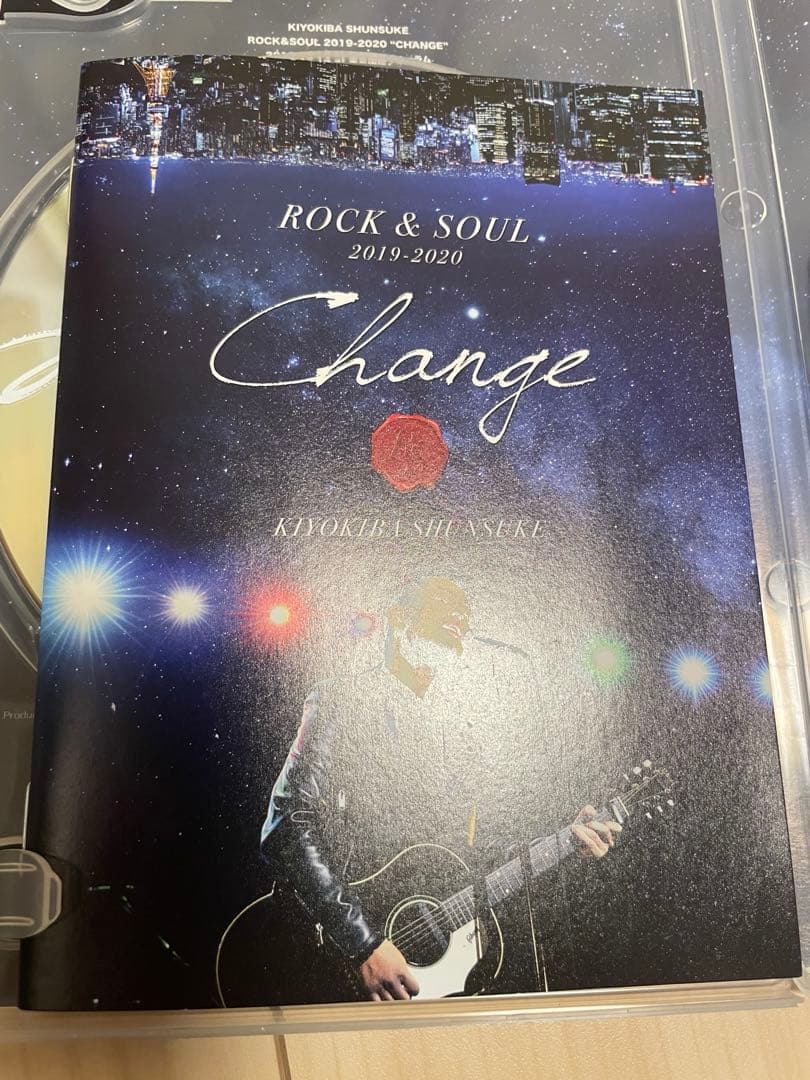 KIYOKIBA SHUNSUKE
ROCK&SOUL 2019-2020 "CHANGE"
ROCK & SOUL
2019-2020
Change
KIYOKIBA SHUNSUKE